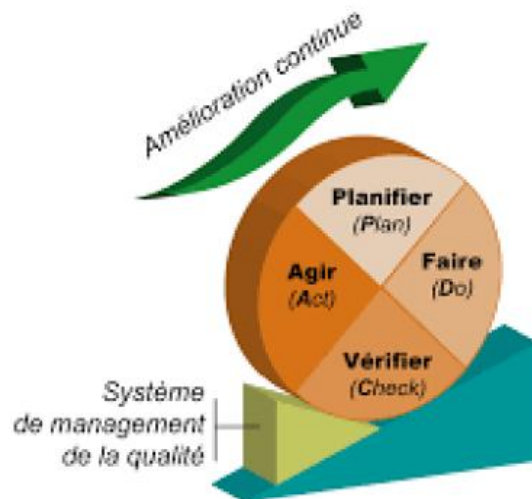 Amélioration continue
Planifier
(Plan)
Faire
(Do)
Agir
(Act)
Vérifier
(Check)
Système
de management
de la qualité